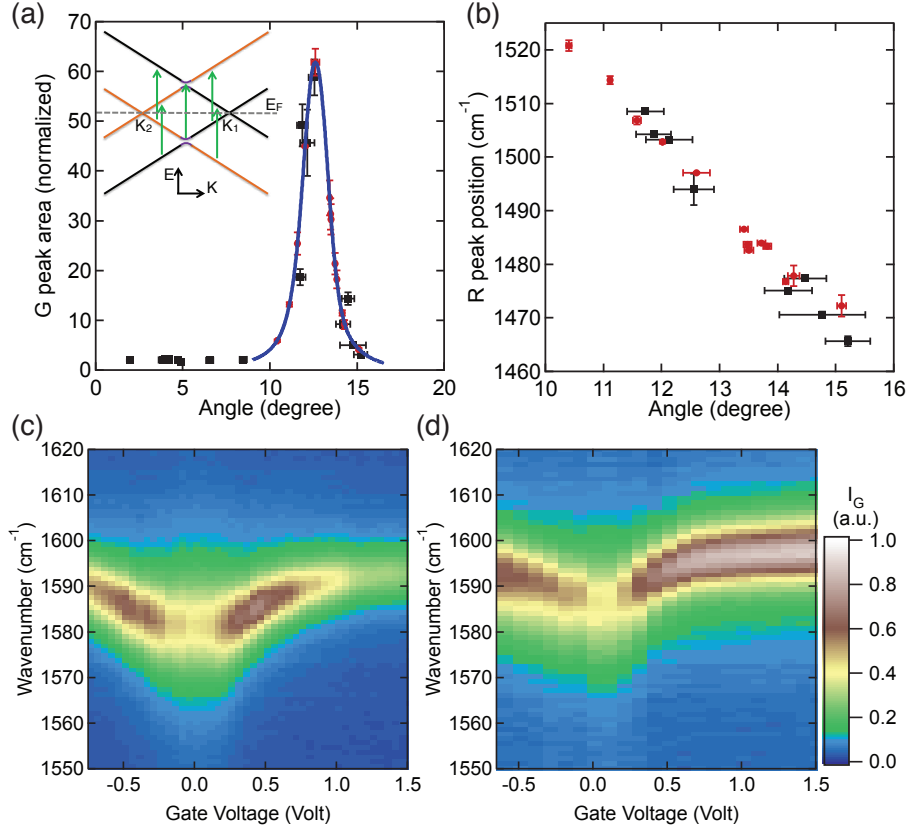 (a)
G peak area (normalized)
70
60
50
40
30
20
10
0
0 5 10 15 20
Angle (degree)
E_F
K_2
K_1
E
K
(b)
R peak position (cm⁻¹)
1520
1510
1500
1490
1480
1470
1460
10 11 12 13 14 15 16
Angle (degree)
(c)
Wavenumber (cm⁻¹)
1620
1610
1600
1590
1580
1570
1560
1550
-0.5 0.0 0.5 1.0 1.5
Gate Voltage (Volt)
(d)
Wavenumber (cm⁻¹)
1620
1610
1600
1590
1580
1570
1560
1550
-0.5 0.0 0.5 1.0 1.5
Gate Voltage (Volt)
I_G
(a.u.)
1.0
0.8
0.6
0.4
0.2
0.0